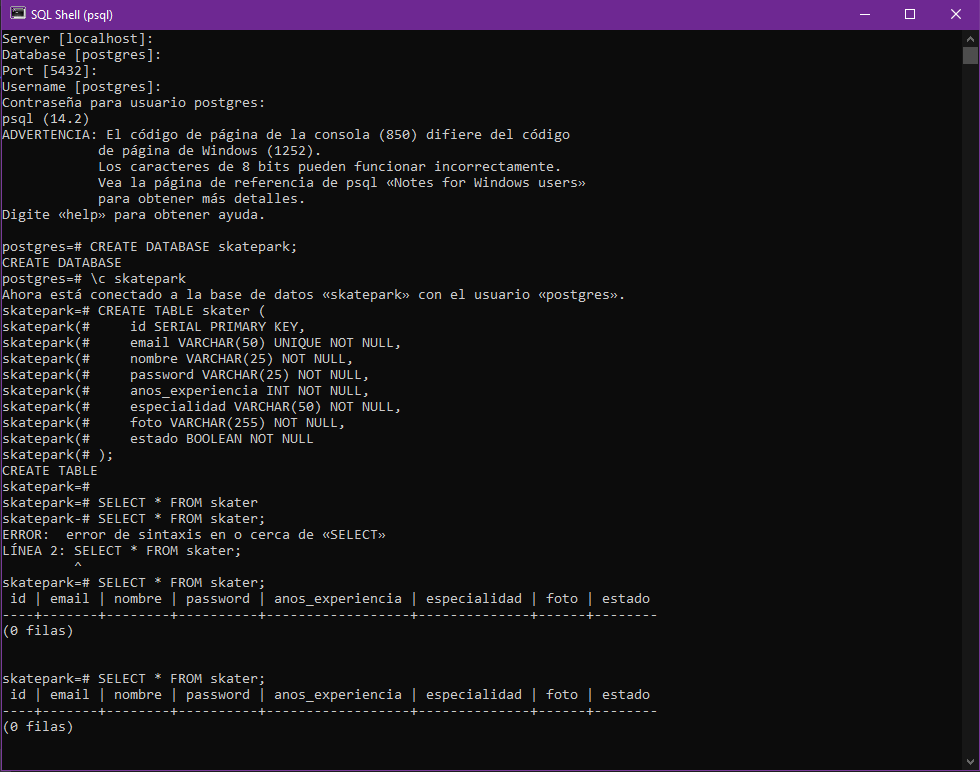 SQL Shell (psql)
Server [localhost]:
Database [postgres]:
Port [5432]:
Username [postgres]:
Contraseña para usuario postgres:
psql (14.2)
ADVERTENCIA: El código de página de la consola (850) difiere del código
            de página de Windows (1252).
            Los caracteres de 8 bits pueden funcionar incorrectamente.
            Vea la página de referencia de psql «Notes for Windows users»
            para obtener más detalles.
Digite «help» para obtener ayuda.

postgres=# CREATE DATABASE skatepark;
CREATE DATABASE
postgres=# \c skatepark
Ahora está conectado a la base de datos «skatepark» con el usuario «postgres».
skatepark=# CREATE TABLE skater (
skatepark(#     id SERIAL PRIMARY KEY,
skatepark(#     email VARCHAR(50) UNIQUE NOT NULL,
skatepark(#     nombre VARCHAR(25) NOT NULL,
skatepark(#     password VARCHAR(25) NOT NULL,
skatepark(#     anos_experiencia INT NOT NULL,
skatepark(#     especialidad VARCHAR(50) NOT NULL,
skatepark(#     foto VARCHAR(255) NOT NULL,
skatepark(#     estado BOOLEAN NOT NULL
skatepark(# );
CREATE TABLE
skatepark=#
skatepark=# SELECT * FROM skater
skatepark-# SELECT * FROM skater;
ERROR:  error de sintaxis en o cerca de «SELECT»
LÍNEA 2: SELECT * FROM skater;
         ^
skatepark=# SELECT * FROM skater;
 id | email | nombre | password | anos_experiencia | especialidad | foto | estado
----+-------+--------+----------+------------------+--------------+------+--------
(0 filas)


skatepark=# SELECT * FROM skater;
 id | email | nombre | password | anos_experiencia | especialidad | foto | estado
----+-------+--------+----------+------------------+--------------+------+--------
(0 filas)